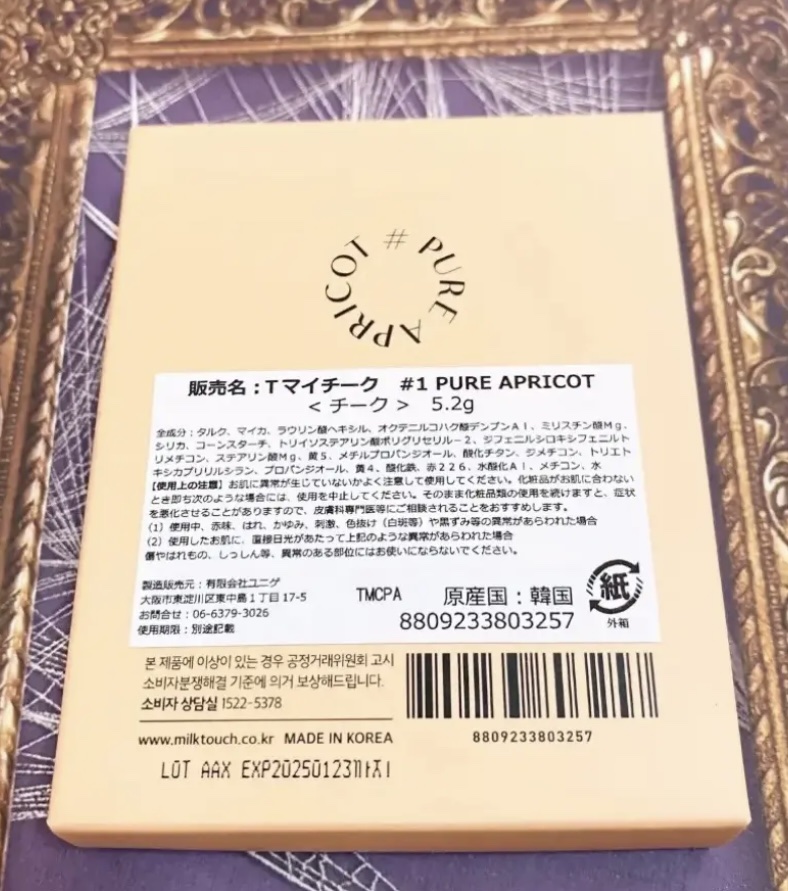 # PURE APRICOT
販売名：Tマイチーク　#1 PURE APRICOT
< チーク >　5.2g
全成分：タルク、マイカ、ラウリン酸ヘキシル、オクテニルコハク酸デンプンＡｌ、ミリスチン酸Ｍｇ、
シリカ、コーンスターチ、トリイソステアリン酸ポリグリセリル－２、ジフェニルシロキシフェニルト
リメチコン、ステアリン酸Ｍｇ、黄５、メチルプロパンジオール、酸化チタン、ジメチコン、トリエト
キシカプリリルシラン、プロパンジオール、黄４、酸化鉄、赤２２６、水酸化Ａｌ、メチコン、水
【使用上の注意】お肌に異常が生じていないかよく注意して使用してください。化粧品がお肌に合わない
とき即ち次のような場合には、使用を中止してください。そのまま化粧品類の使用を続けますと、症状
を悪化させることがありますので、皮膚科専門医等にご相談されることをおすすめします。
（1）使用中、赤味、はれ、かゆみ、刺激、色抜け（白斑等）や黒ずみ等の異常があらわれた場合
（2）使用したお肌に、直接日光があたって上記のような異常があらわれた場合
傷やはれもの、しっしん等、異常のある部位にはお使いにならないでください。
製造販売元：有限会社ユニゲ
大阪市東淀川区東中島１丁目17-5
お問合せ：06-6379-3026
使用期限：別途記載
TMCPA
原産国：韓国
8809233803257
紙
外箱
본 제품에 이상이 있는 경우 공정거래위원회 고시
소비자분쟁해결 기준에 의거 보상해드립니다.
소비자 상담실 1522-5378
www.milktouch.co.kr MADE IN KOREA
8809233803257
LOT AAX EXP20250123까지